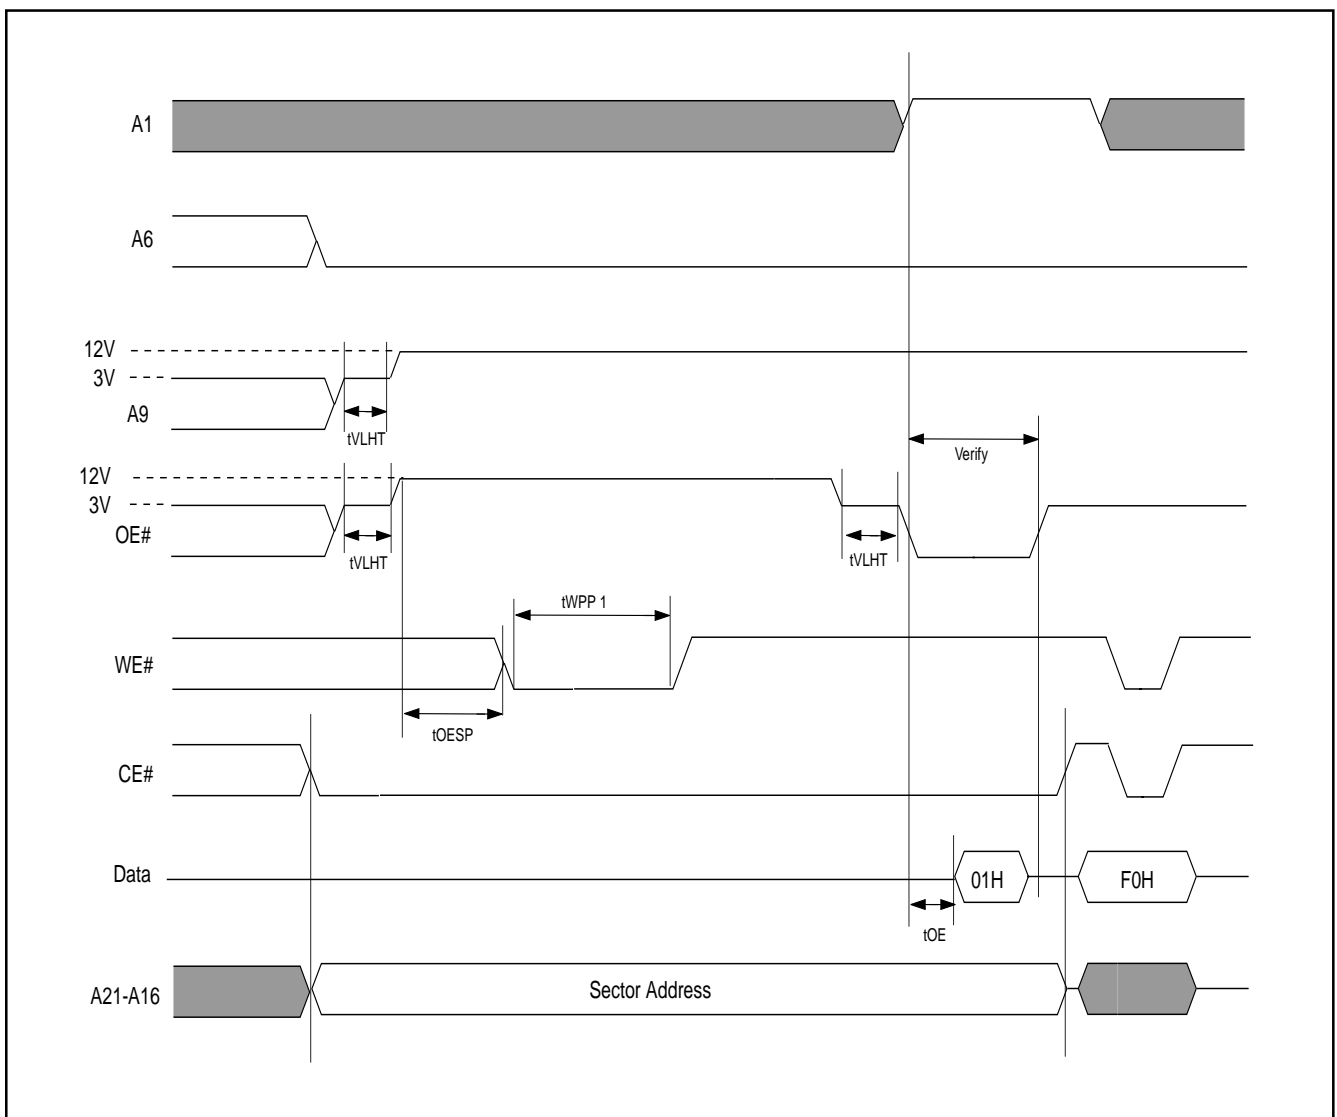 A1
A6
12V
3V
A9
tVLHT
Verify
12V
3V
OE#
tVLHT
tVLHT
tWPP 1
WE#
tOESP
CE#
Data
01H
F0H
tOE
A21-A16
Sector Address